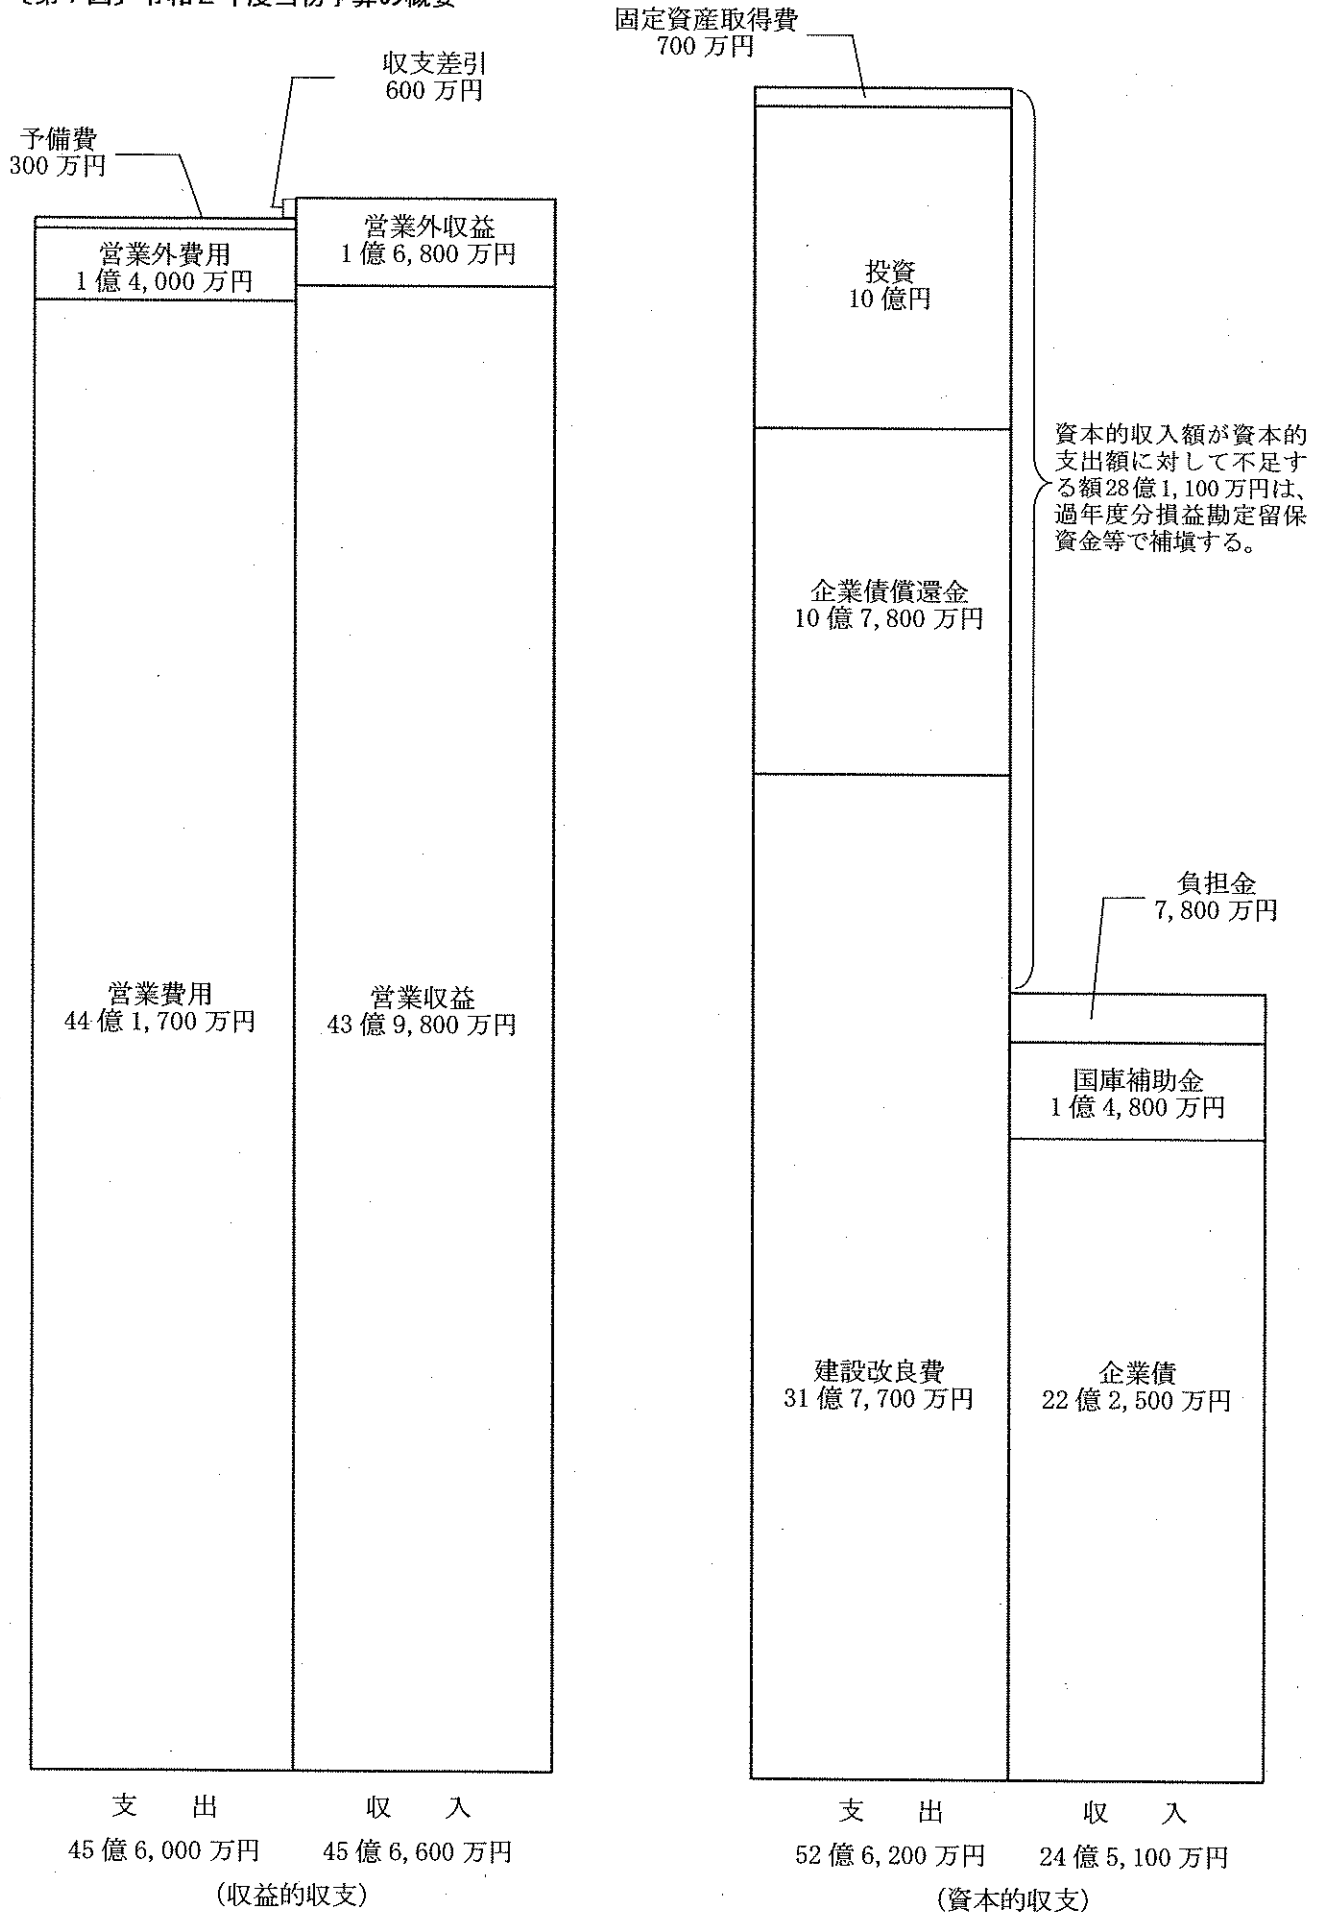 収支差引
600 万円
予備費
300 万円
営業外費用
1 億 4,000 万円
営業外収益
1 億 6,800 万円
営業費用
44 億 1,700 万円
営業収益
43 億 9,800 万円
支 出
45 億 6,000 万円
収 入
45 億 6,600 万円
(収益的収支)
固定資産取得費
700 万円
投資
10 億円
企業債償還金
10 億 7,800 万円
建設改良費
31 億 7,700 万円
資本的収入額が資本的
支出額に対して不足す
る額28億1,100万円は、
過年度分損益勘定留保
資金等で補塡する。
負担金
7,800 万円
国庫補助金
1 億 4,800 万円
企業債
22 億 2,500 万円
支 出
52 億 6,200 万円
収 入
24 億 5,100 万円
(資本的収支)